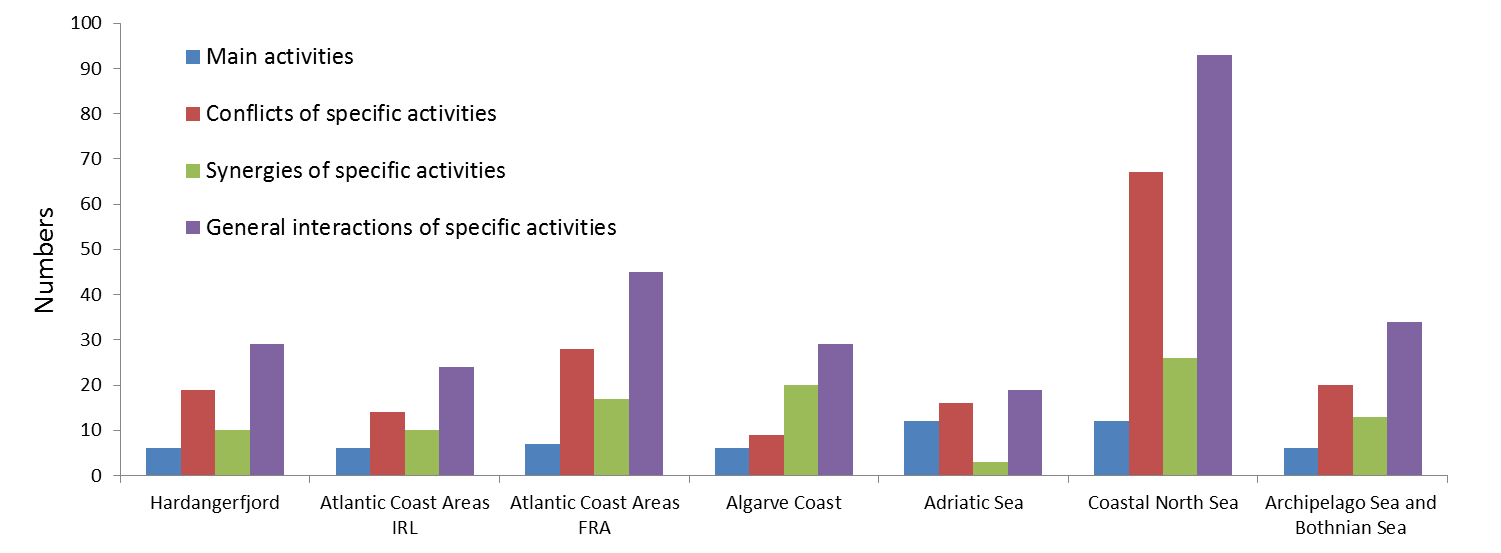 100
90
80
70
60
50
40
30
20
10
0
Numbers
Main activities
Conflicts of specific activities
Synergies of specific activities
General interactions of specific activities
Hardangerfjord
Atlantic Coast Areas
IRL
Atlantic Coast Areas
FRA
Algarve Coast
Adriatic Sea
Coastal North Sea
Archipelago Sea and
Bothnian Sea